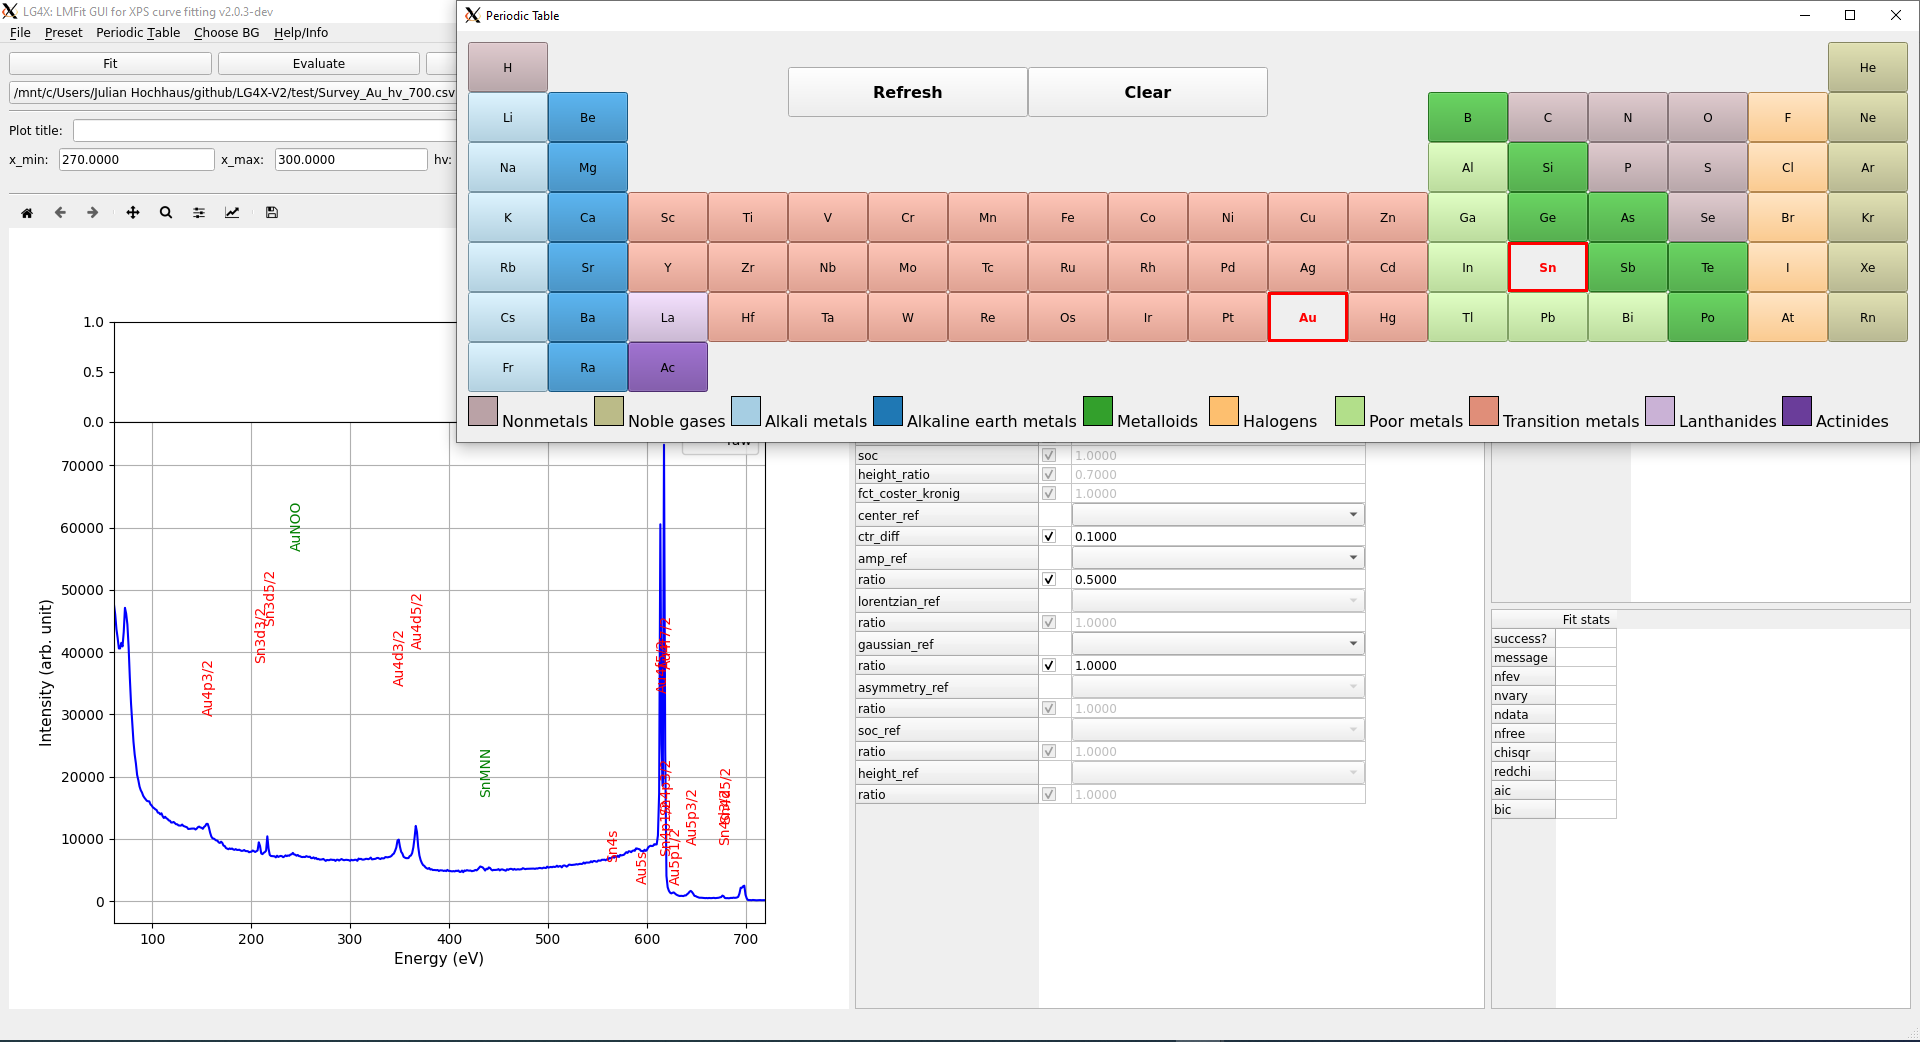 LG4X: LMFit GUI for XPS curve fitting v2.0.3-dev
File Preset Periodic Table Choose BG Help/Info
Fit Evaluate
/mnt/c/Users/Julian Hochhaus/github/LG4X-V2/test/Survey_Au_hv_700.csv
Plot title:
x_min: 270.0000 x_max: 300.0000 hv:
Periodic Table
Refresh Clear
H He
Li Be B C N O F Ne
Na Mg Al Si P S Cl Ar
K Ca Sc Ti V Cr Mn Fe Co Ni Cu Zn Ga Ge As Se Br Kr
Rb Sr Y Zr Nb Mo Tc Ru Rh Pd Ag Cd In Sn Sb Te I Xe
Cs Ba La Hf Ta W Re Os Ir Pt Au Hg Tl Pb Bi Po At Rn
Fr Ra Ac
Nonmetals Noble gases Alkali metals Alkaline earth metals Metalloids Halogens Poor metals Transition metals Lanthanides Actinides
1.0
0.5
0.0
70000
60000
50000
40000
30000
20000
10000
0
Intensity (arb. unit)
100 200 300 400 500 600 700
Energy (eV)
Au4p3/2
Sn3d3/2
Sn3d5/2
AuNOO
Au4d3/2
Au4d5/2
SnMNN
Sn4s
Au5s
Au5p1/2
Au5p3/2
soc 1.0000
height_ratio 0.7000
fct_coster_kronig 1.0000
center_ref
ctr_diff 0.1000
amp_ref
ratio 0.5000
lorentzian_ref
ratio 1.0000
gaussian_ref
ratio 1.0000
asymmetry_ref
ratio 1.0000
soc_ref
ratio 1.0000
height_ref
ratio 1.0000
Fit stats
success?
message
nfev
nvary
ndata
nfree
chisqr
redchi
aic
bic